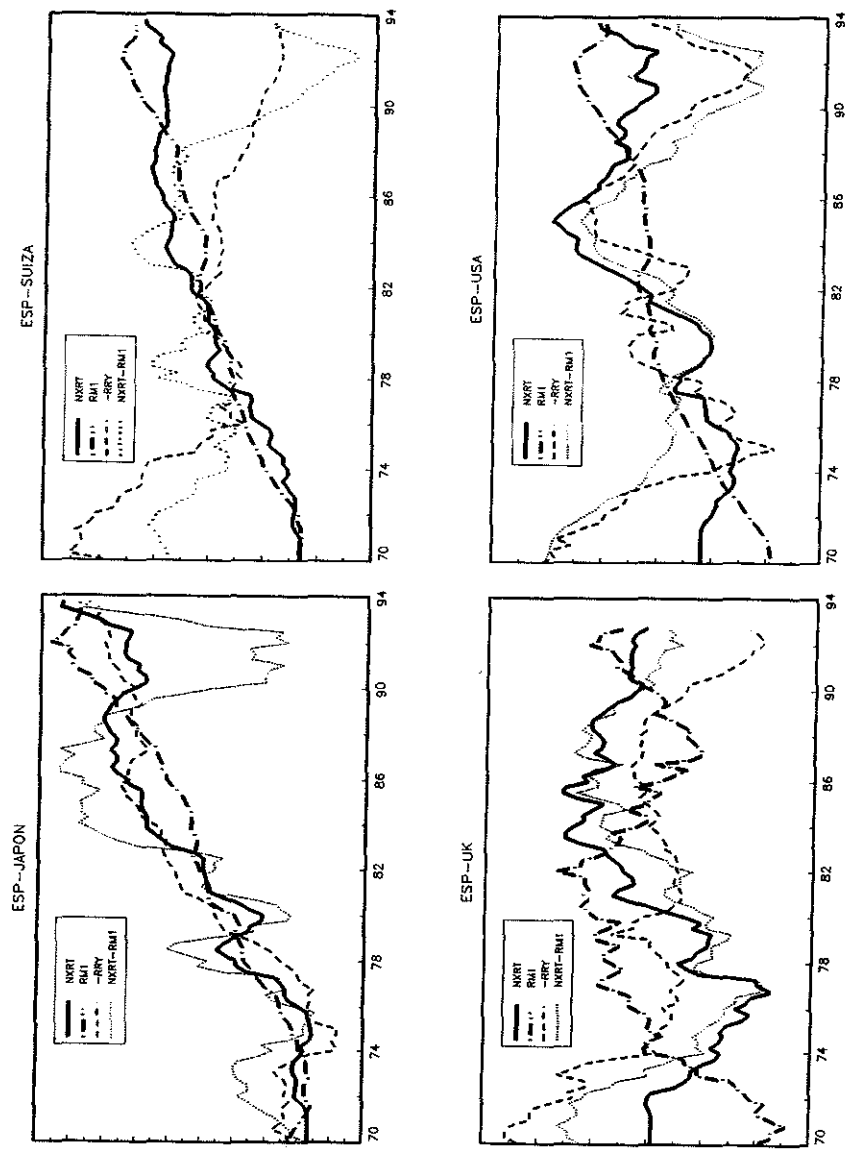 ESP-JAPON
NXRT
RM1
-RRY
NXRT-RM1
70 74 78 82 86 90 94
ESP-SUIZA
NXRT
RM1
-RRY
NXRT-RM1
70 74 78 82 86 90 94
ESP-UK
NXRT
RM1
-RRY
NXRT-RM1
70 74 78 82 86 90 94
ESP-USA
NXRT
RM1
-RRY
NXRT-RM1
70 74 78 82 86 90 94